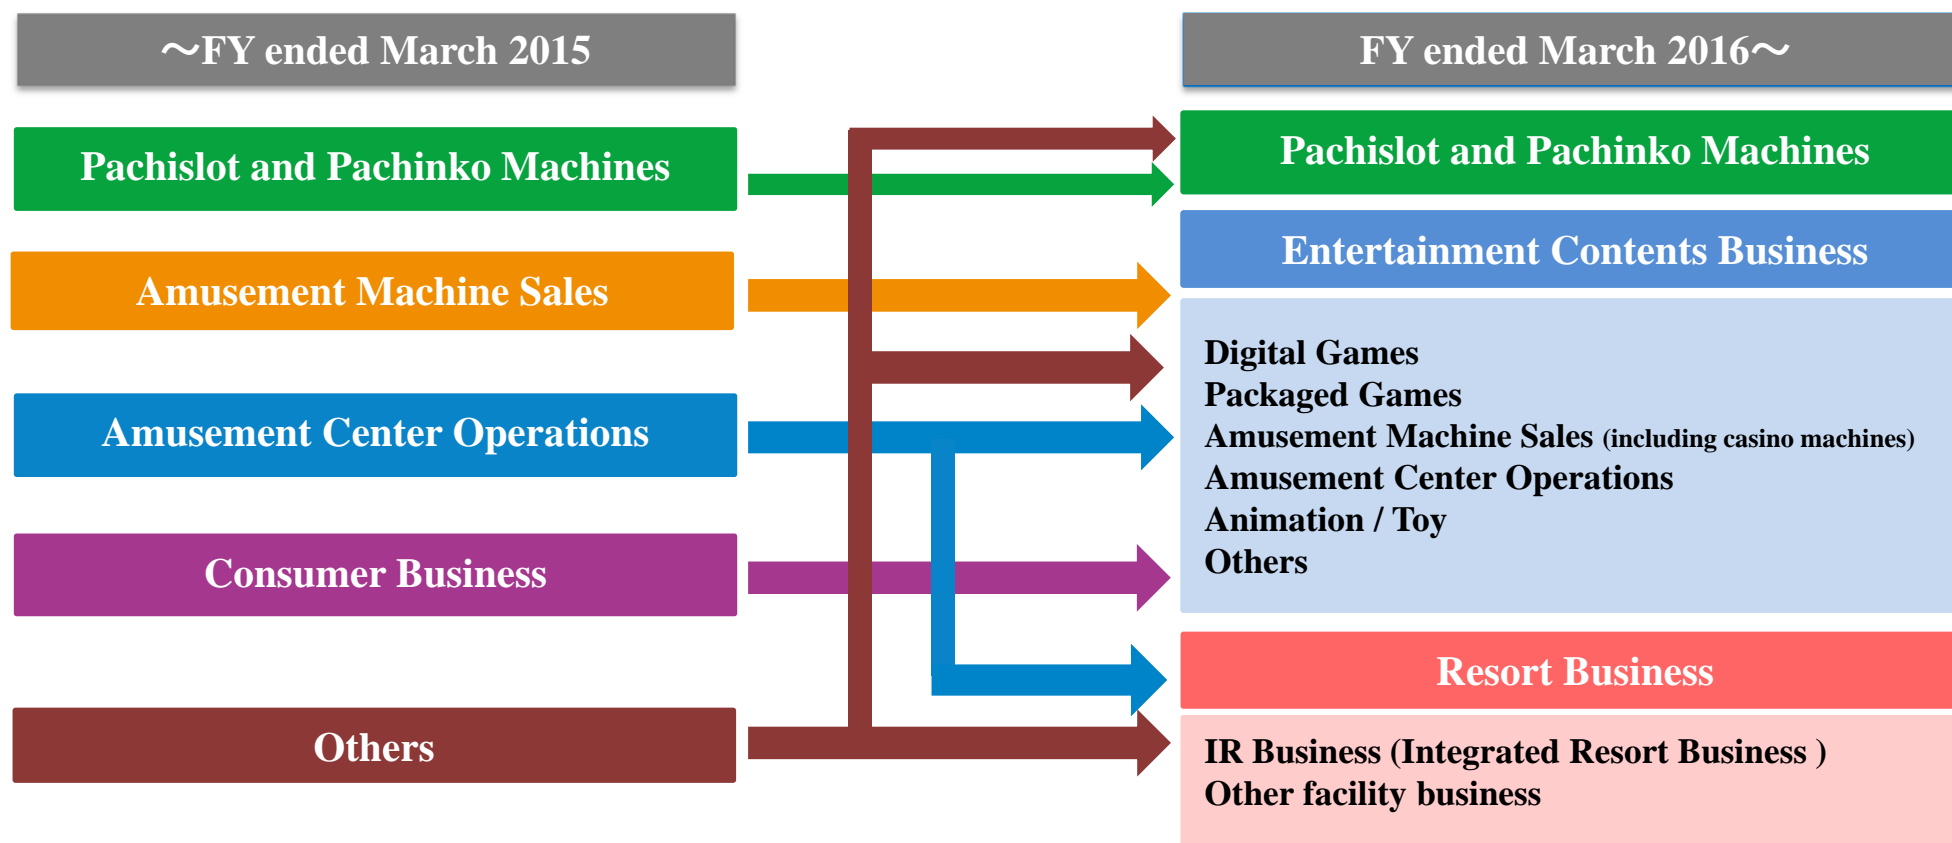 ～FY ended March 2015
FY ended March 2016～
Pachislot and Pachinko Machines
Amusement Machine Sales
Amusement Center Operations
Consumer Business
Others
Pachislot and Pachinko Machines
Entertainment Contents Business
Digital Games
Packaged Games
Amusement Machine Sales (including casino machines)
Amusement Center Operations
Animation / Toy
Others
Resort Business
IR Business (Integrated Resort Business )
Other facility business